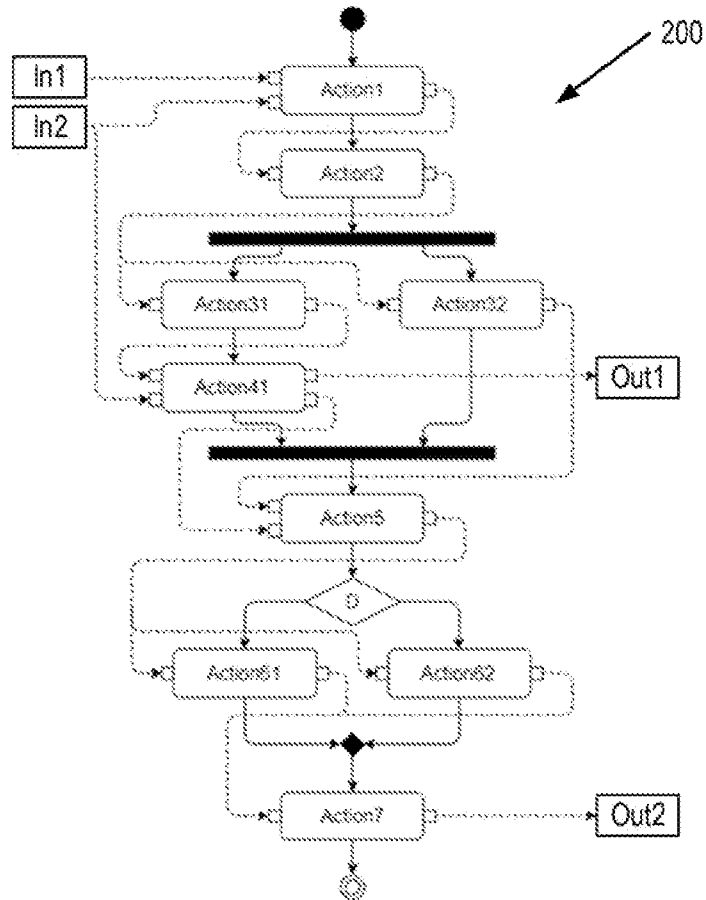 200
In1
Action1
In2
Action2
Action31
Action32
Action41
Out1
Action5
D
Action61
Action62
Action7
Out2